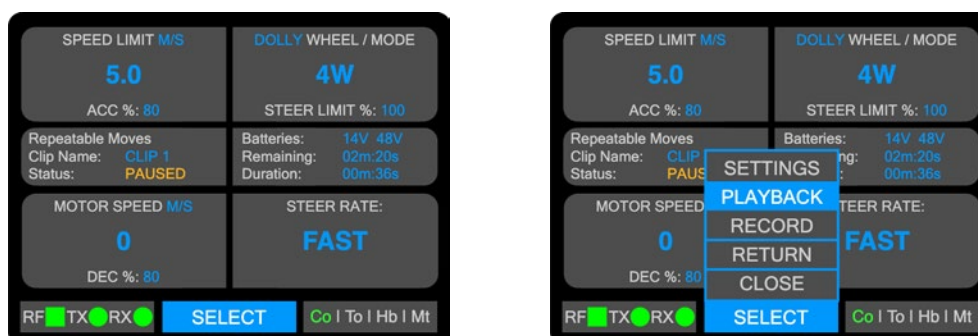 SPEED LIMIT M/S
5.0
ACC %: 80
DOLLY WHEEL / MODE
4W
STEER LIMIT %: 100
Repeatable Moves
Clip Name: CLIP 1
Status: PAUSED
Batteries: 14V 48V
Remaining: 02m:20s
Duration: 00m:36s
MOTOR SPEED M/S
0
DEC %: 80
STEER RATE:
FAST
RF TX RX
SELECT
Co I To I Hb I Mt
SPEED LIMIT M/S
5.0
ACC %: 80
DOLLY WHEEL / MODE
4W
STEER LIMIT %: 100
Repeatable Moves
Clip Name: CLIP
Status: PAUS
Batteries: 14V 48V
ng: 02m:20s
: 00m:36s
SETTINGS
PLAYBACK
RECORD
RETURN
CLOSE
MOTOR SPEED
0
DEC %: 80
TEER RATE:
FAST
RF TX RX
SELECT
Co I To I Hb I Mt